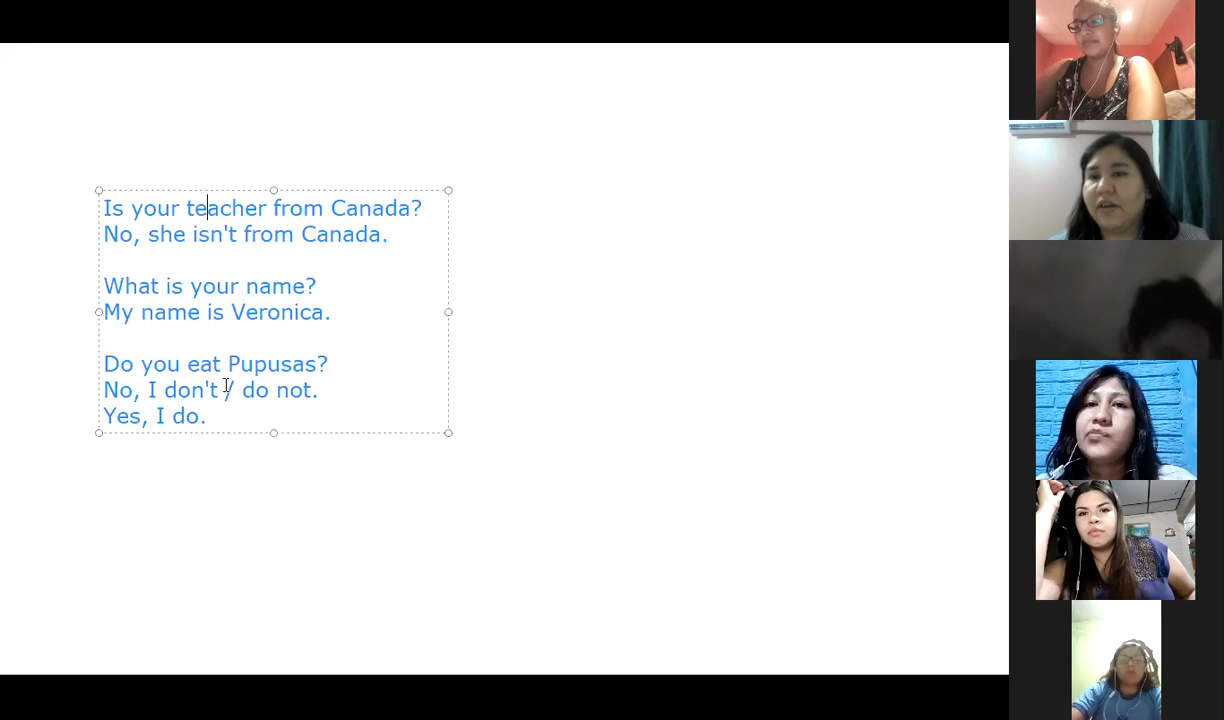 Is your teacher from Canada?
No, she isn't from Canada.
What is your name?
My name is Veronica.
Do you eat Pupusas?
No, I don't / do not.
Yes, I do.